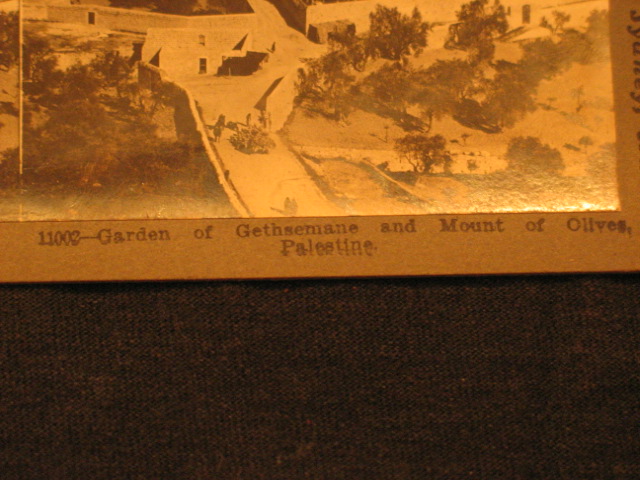 11002—Garden of Gethsemane and Mount of Olives,
Palestine.